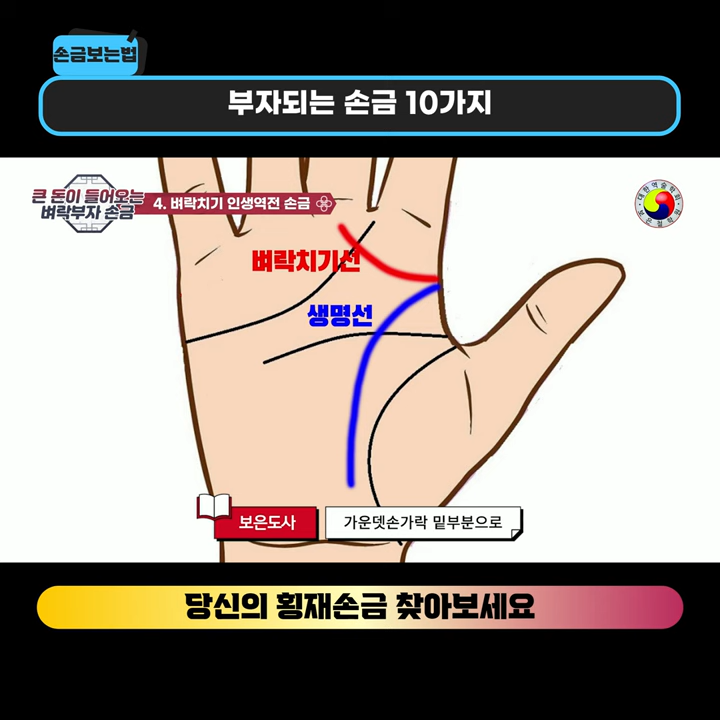 손금보는법
부자되는 손금 10가지
큰 돈이 들어오는
벼락부자 손금
4. 벼락치기 인생역전 손금
벼락치기선
생명선
보은도사
가운뎃손가락 밑부분으로
당신의 횡재손금 찾아보세요